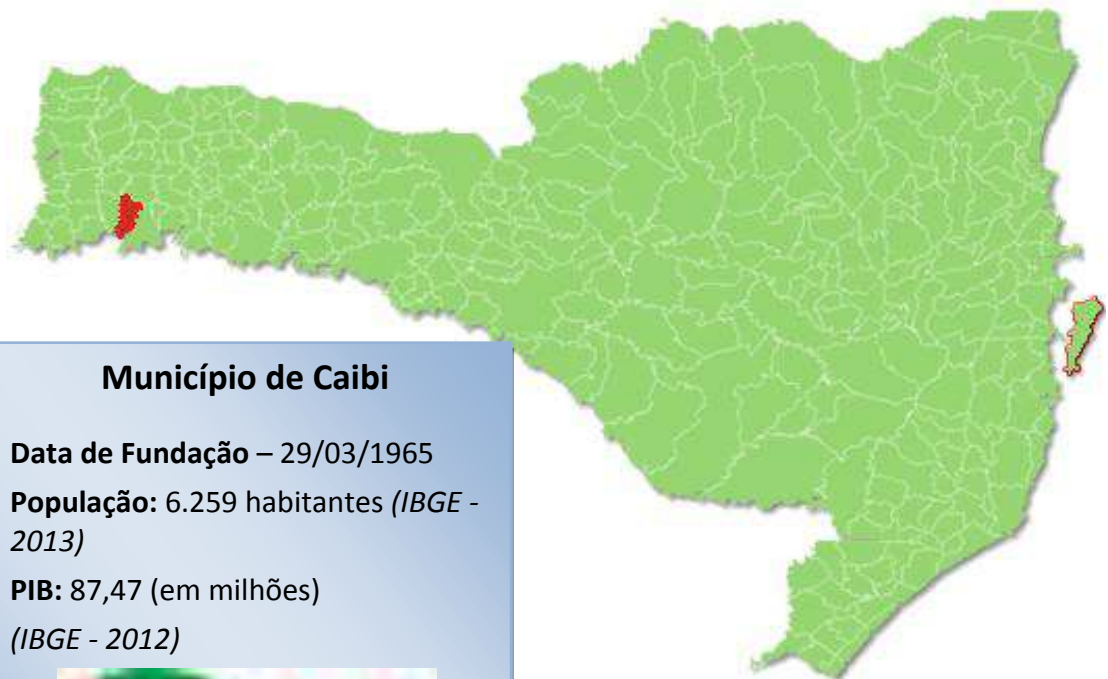 Município de Caibi
Data de Fundação – 29/03/1965
População: 6.259 habitantes (IBGE -
2013)
PIB: 87,47 (em milhões)
(IBGE - 2012)